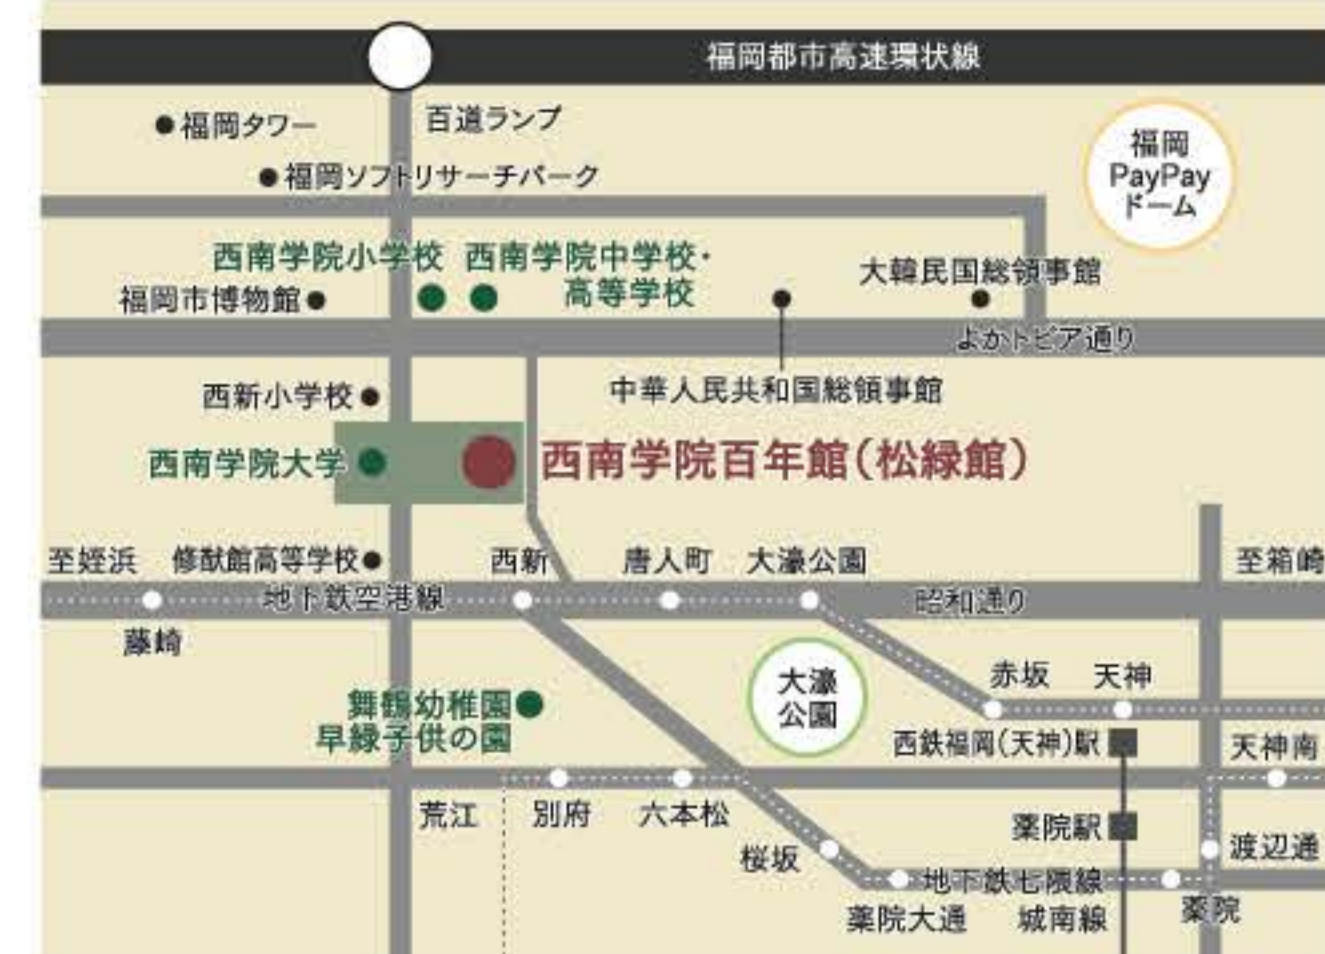 福岡都市高速環状線
百道ランプ
福岡タワー
福岡
PayPay
ドーム
福岡ソフトリサーチパーク
西南学院小学校
西南学院中学校・
高等学校
大韓民国総領事館
福岡市博物館
よかトピア通り
西新小学校
中華人民共和国総領事館
西南学院大学
西南学院百年館(松緑館)
至姪浜
修猷館高等学校
西新
唐人町
大濠公園
至箱崎
地下鉄空港線
昭和通り
藤崎
大濠
公園
赤坂
天神
舞鶴幼稚園
早緑子供の園
西鉄福岡(天神)駅
天神南
荒江
別府
六本松
薬院駅
桜坂
渡辺通
地下鉄七隈線
薬院大通
城南線
薬院